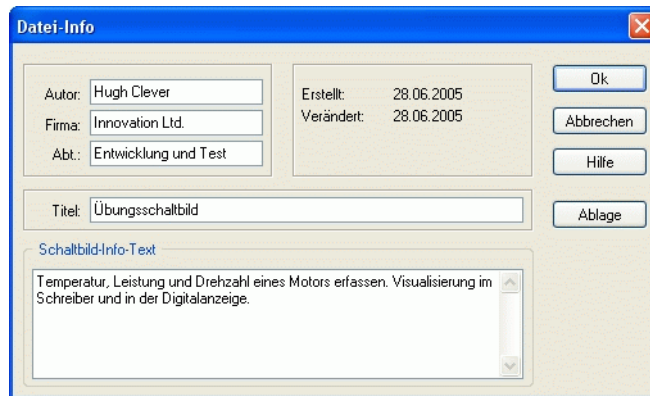 Datei-Info
Autor: Hugh Clever
Firma: Innovation Ltd.
Abt.: Entwicklung und Test
Erstellt: 28.06.2005
Verändert: 28.06.2005
Ok
Abbrechen
Hilfe
Titel: Übungsschaltbild
Ablage
Schaltbild-Info-Text
Temperatur, Leistung und Drehzahl eines Motors erfassen. Visualisierung im
Schreiber und in der Digitalanzeige.